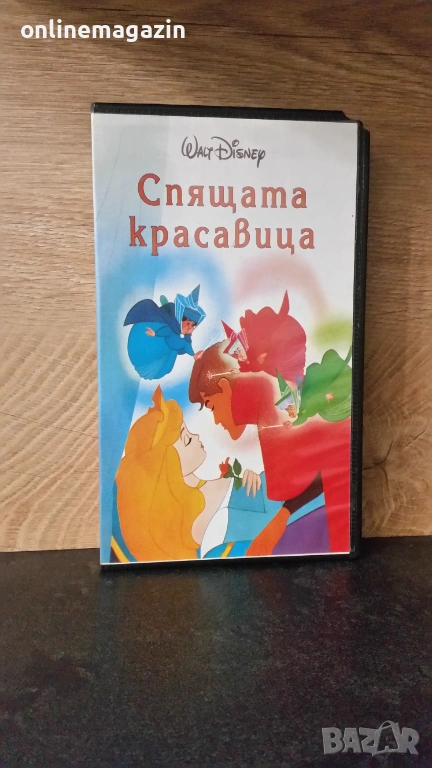 onlinemagazin
WALT DISNEY
Спящата
красавица
BAZAR